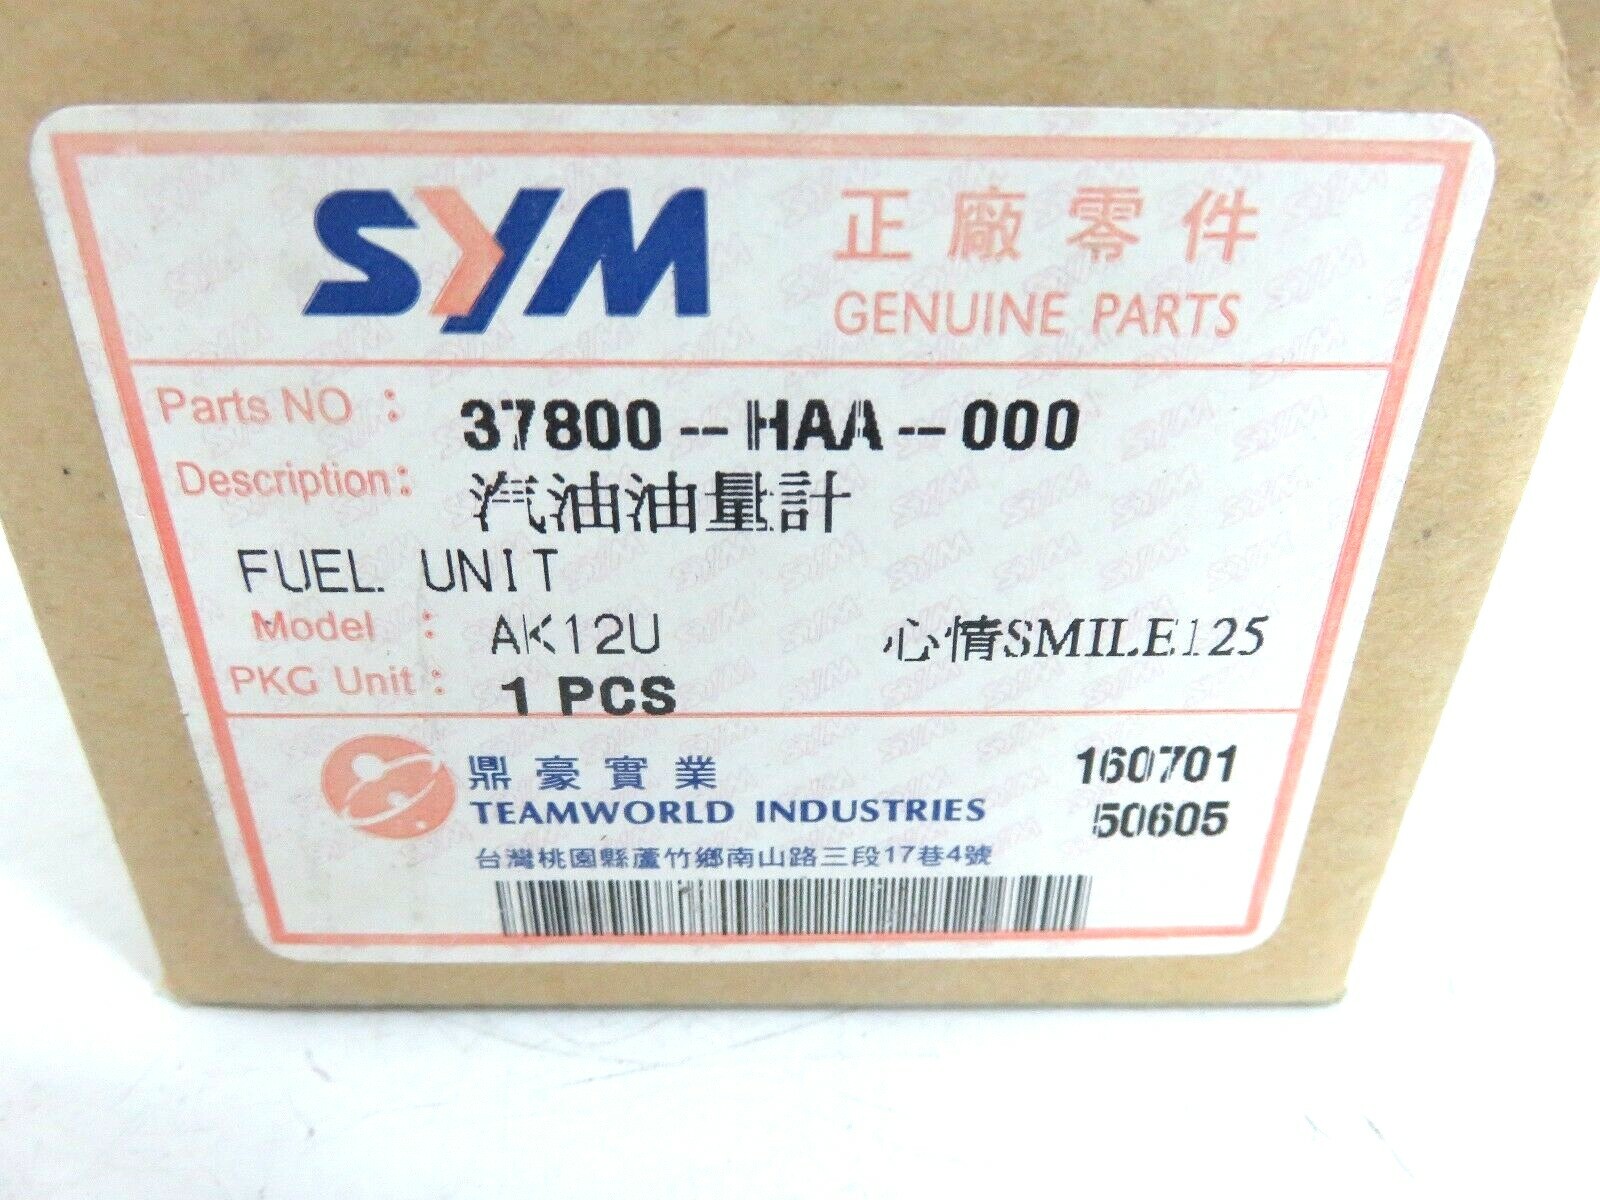 SYM 正廠零件
GENUINE PARTS
Parts NO : 37800--HAA--000
Description: 汽油油量計
FUEL UNIT
Model : AK12U 心情SMILE125
PKG Unit : 1 PCS
鼎豪實業 160701
TEAMWORLD INDUSTRIES 50605
台灣桃園縣蘆竹鄉南山路三段17巷4號